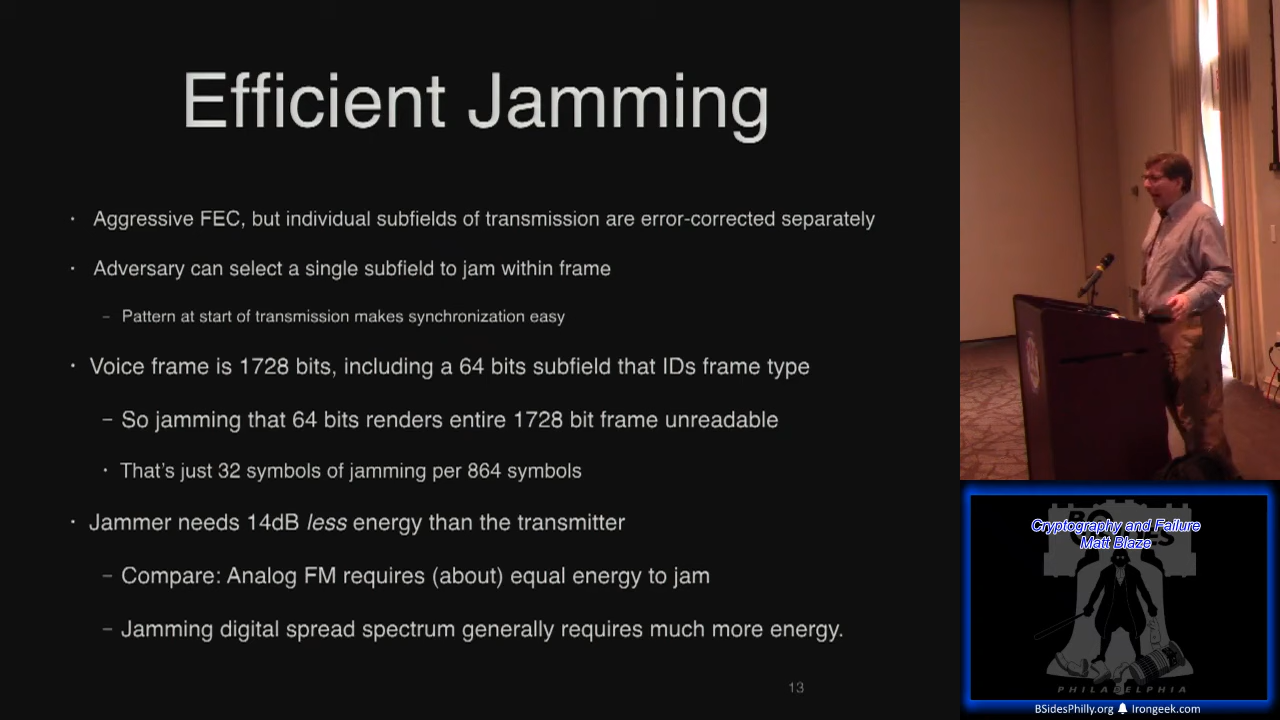 Efficient Jamming
· Aggressive FEC, but individual subfields of transmission are error-corrected separately
· Adversary can select a single subfield to jam within frame
– Pattern at start of transmission makes synchronization easy
· Voice frame is 1728 bits, including a 64 bits subfield that IDs frame type
– So jamming that 64 bits renders entire 1728 bit frame unreadable
· That's just 32 symbols of jamming per 864 symbols
· Jammer needs 14dB less energy than the transmitter
– Compare: Analog FM requires (about) equal energy to jam
– Jamming digital spread spectrum generally requires much more energy.
13
Cryptography and Failure
Matt Blaze
PHILADELPHIA
BSidesPhilly.org Irongeek.com